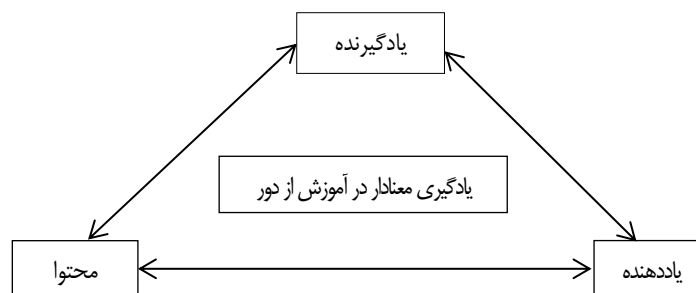 یادگیرنده
یادگیری معنادار در آموزش از دور
یاددهنده
محتوا